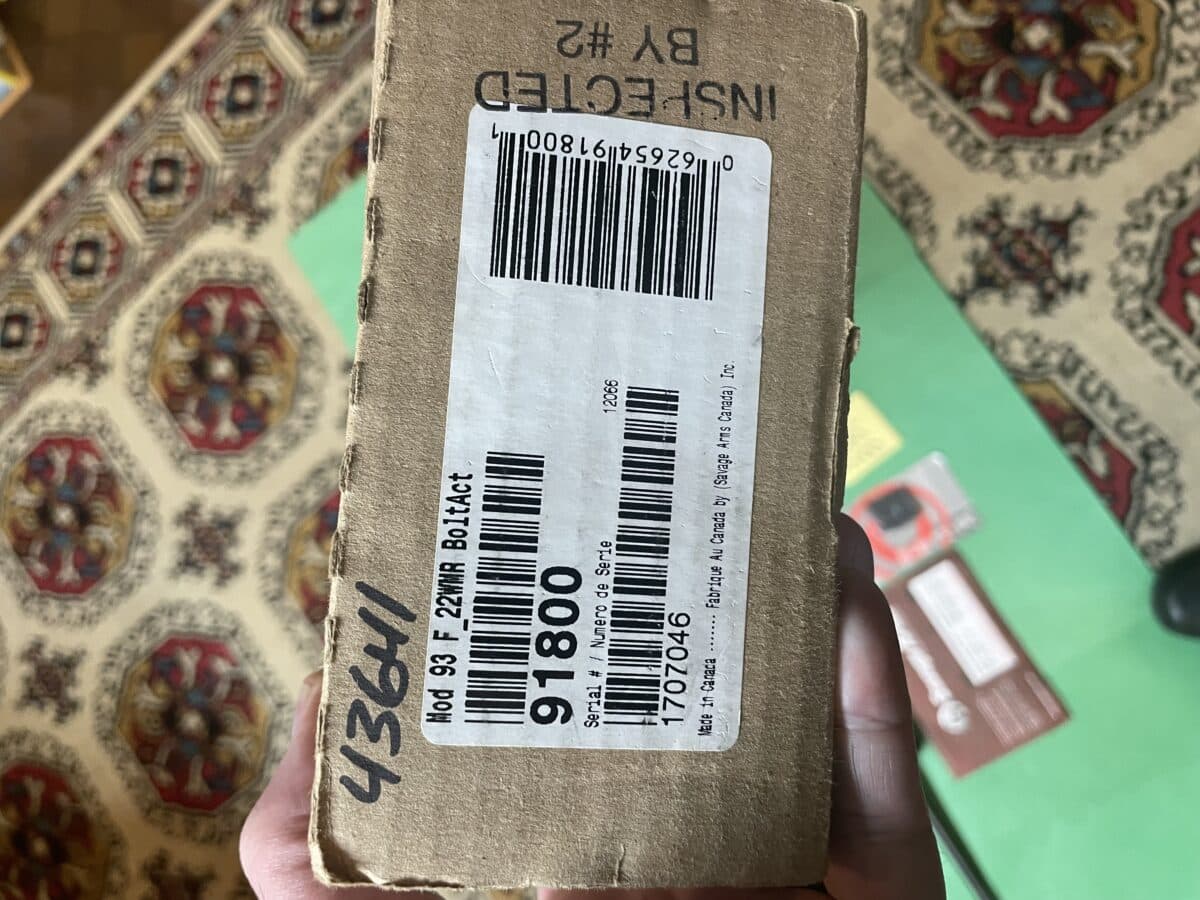 INSPECTED
BY #2
0 62654 91800 1
Mod 93 F_22WMR BoltAct
91800
Serial # / Numero de Serie
12066
1707046
Made in Canada ....... Fabrique Au Canada by (Savage Arms Canada) Inc.
43641